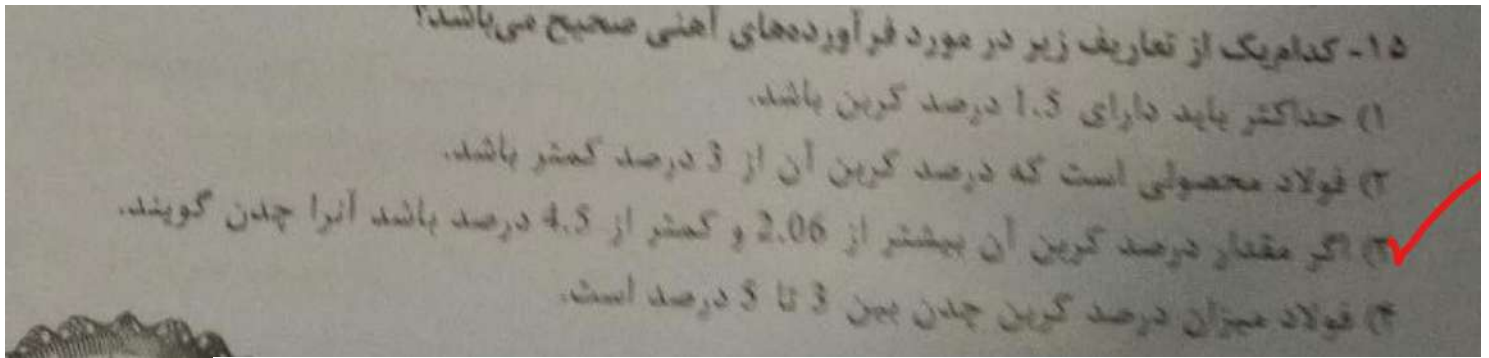 ۱۵- کدام‌یک از تعاریف زیر در مورد فرآورده‌های آهنی صحیح می‌باشد؟
۱) حداکثر باید دارای 1.5 درصد کربن باشد.
۲) فولاد محصولی است که درصد کربن آن از 3 درصد کمتر باشد.
۳) اگر مقدار درصد کربن آن بیشتر از 2.06 و کمتر از 4.5 درصد باشد آنرا چدن گویند.
۴) فولاد میزان درصد کربن چدن بین 3 تا 5 درصد است.